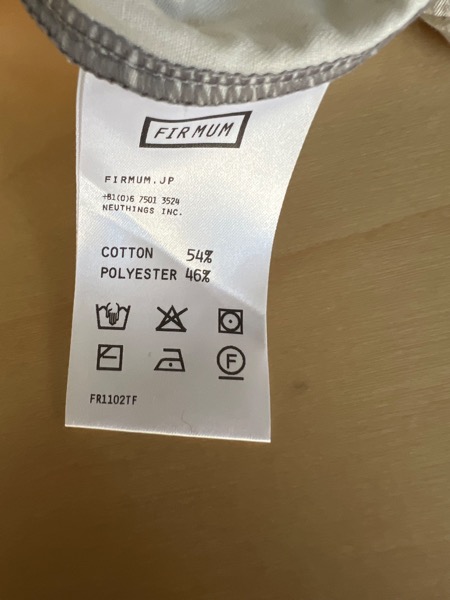 FIRMUM
FIRMUM.JP
+81(0)6 7501 3524
NEUTHINGS INC.
COTTON 54%
POLYESTER 46%
F
FR1102TF